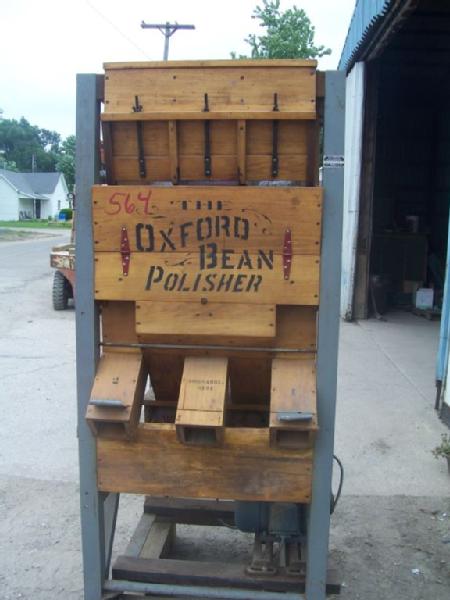 564
THE
OXFORD
BEAN
POLISHER